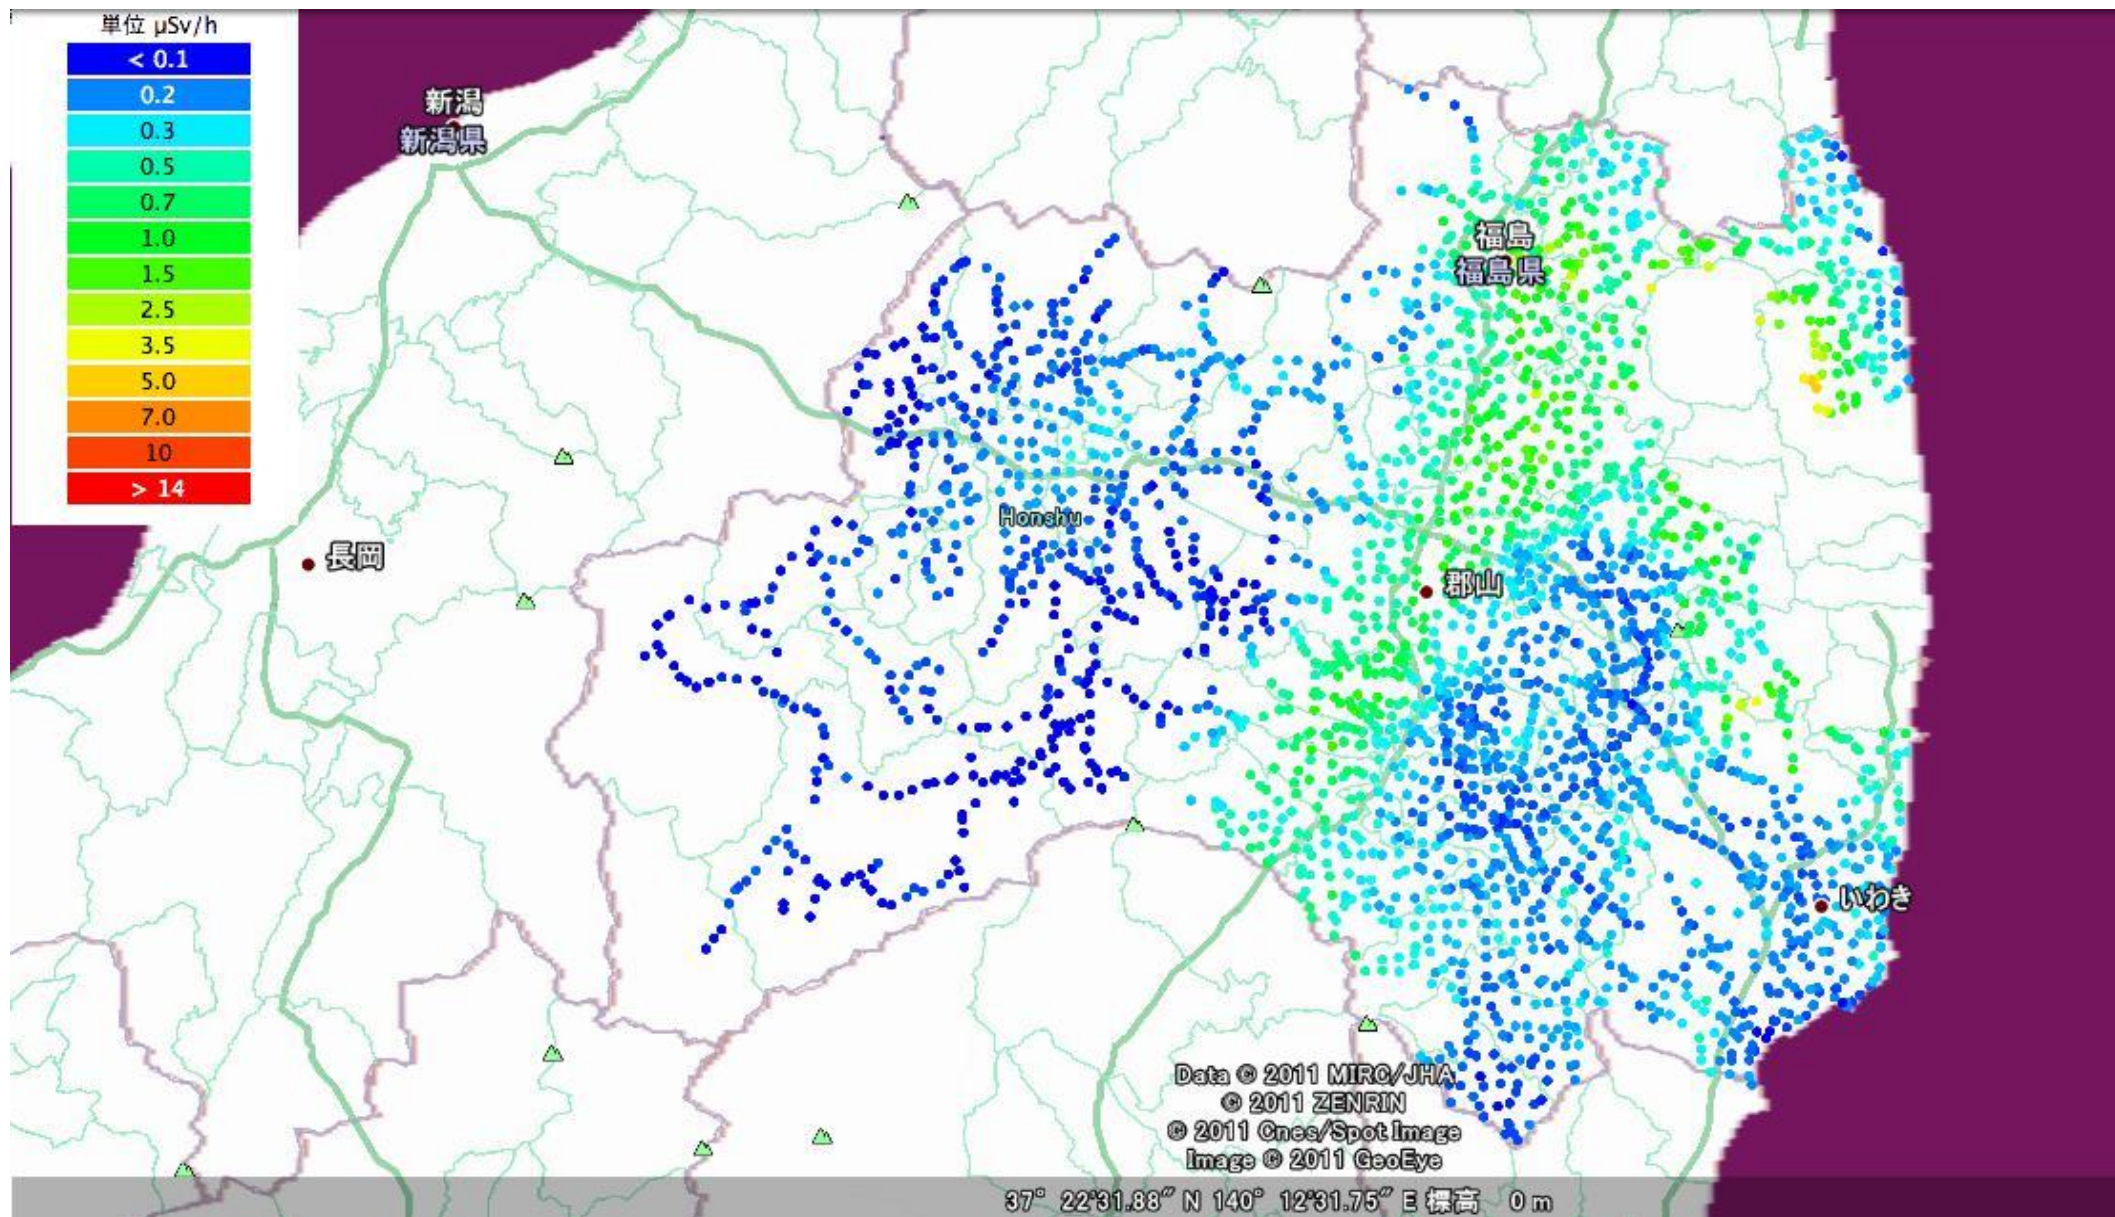 単位 μSv/h
< 0.1
0.2
0.3
0.5
0.7
1.0
1.5
2.5
3.5
5.0
7.0
10
> 14
新潟
新潟県
福島
福島県
Honshu
長岡
郡山
いわき
Data © 2011 MIRC/JHA
© 2011 ZENRIN
© 2011 Cnes/Spot Image
Image © 2011 GeoEye
37° 22'31.88″ N 140° 12'31.75″ E 標高 0 m